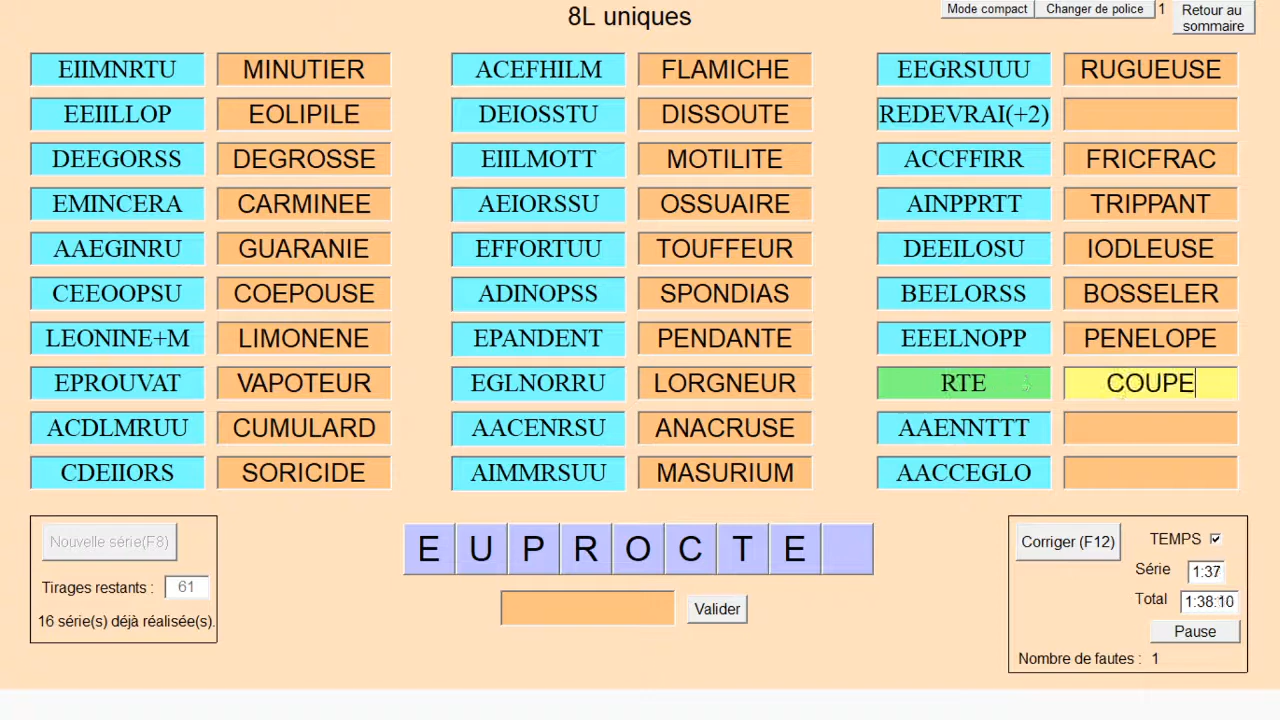 8L uniques
Mode compact
Changer de police
1
Retour au
sommaire
EIIMNRTU MINUTIER ACEFHILM FLAMICHE EEGRSUUU RUGUEUSE
EEIILLOP EOLIPILE DEIOSSTU DISSOUTE REDEVRAI(+2)
DEEGORSS DEGROSSE EIILMOTT MOTILITE ACCFFIRR FRICFRAC
EMINCERA CARMINEE AEIORSSU OSSUAIRE AINPPRTT TRIPPANT
AAEGINRU GUARANIE EFFORTUU TOUFFEUR DEEILOSU IODLEUSE
CEEOOPSU COEPOUSE ADINOPSS SPONDIAS BEELORSS BOSSELER
LEONINE+M LIMONENE EPANDENT PENDANTE EEELNOPP PENELOPE
EPROUVAT VAPOTEUR EGLNORRU LORGNEUR RTE COUPE
ACDLMRUU CUMULARD AACENRSU ANACRUSE AAENNTTT
CDEIIORS SORICIDE AIMMRSUU MASURIUM AACCEGLO
Nouvelle série(F8)
Tirages restants : 61
16 série(s) déjà réalisée(s).
E U P R O C T E
Valider
Corriger (F12)
TEMPS
Série 1:37
Total 1:38:10
Pause
Nombre de fautes : 1